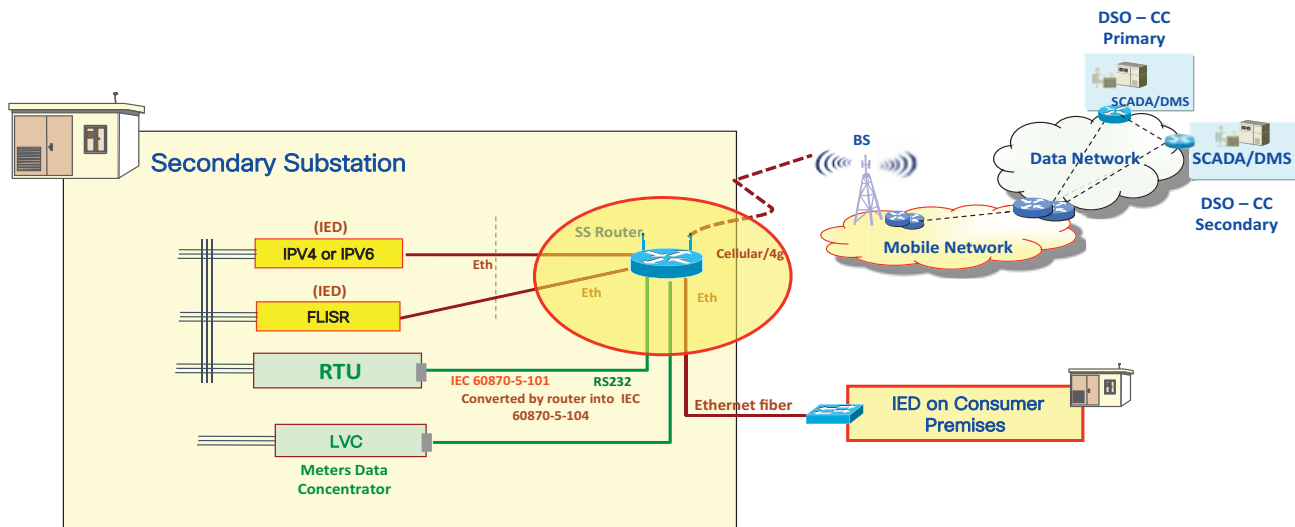 DSO – CC
Primary
SCADA/DMS
BS
Data Network
SCADA/DMS
DSO – CC
Secondary
Mobile Network
Secondary Substation
SS Router
Cellular/4g
(IED)
IPV4 or IPV6
Eth
(IED)
FLISR
Eth
Eth
RTU
IEC 60870-5-101
RS232
Converted by router into IEC
60870-5-104
LVC
Meters Data
Concentrator
Ethernet fiber
IED on Consumer
Premises